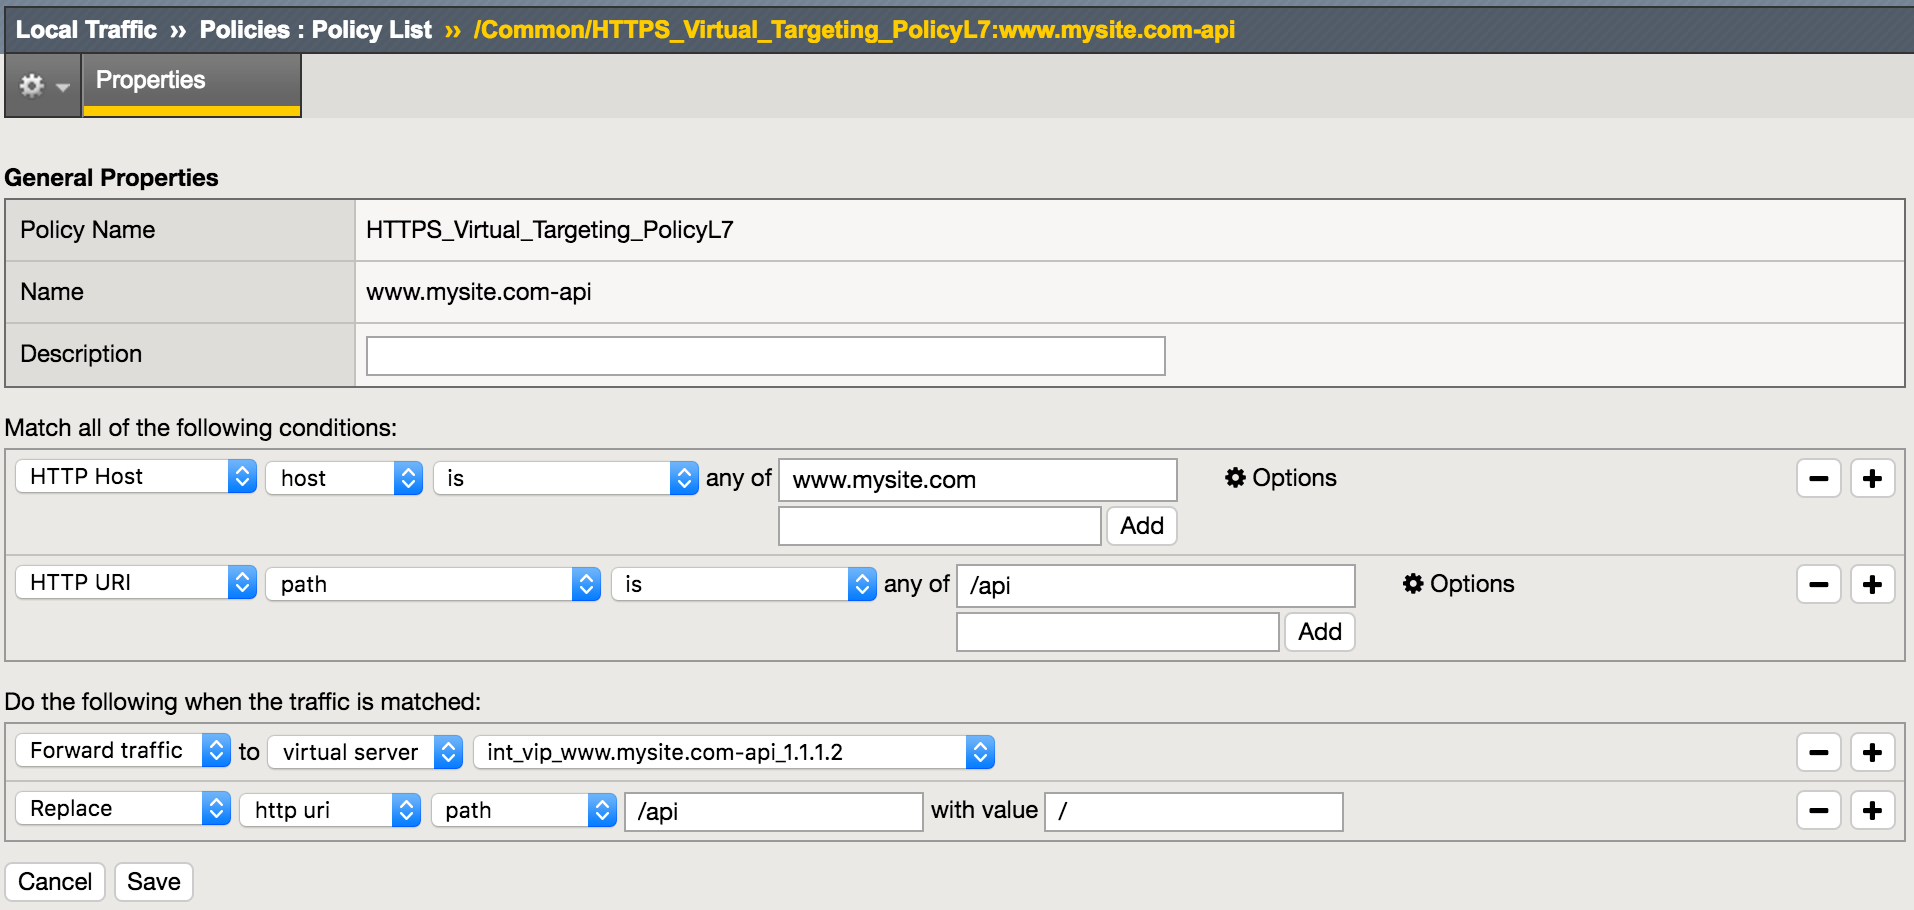 Local Traffic ›› Policies : Policy List ›› /Common/HTTPS_Virtual_Targeting_PolicyL7:www.mysite.com-api
Properties
General Properties
Policy Name HTTPS_Virtual_Targeting_PolicyL7
Name www.mysite.com-api
Description
Match all of the following conditions:
HTTP Host host is any of www.mysite.com Options
Add
HTTP URI path is any of /api Options
Add
Do the following when the traffic is matched:
Forward traffic to virtual server int_vip_www.mysite.com-api_1.1.1.2
Replace http uri path /api with value /
Cancel Save